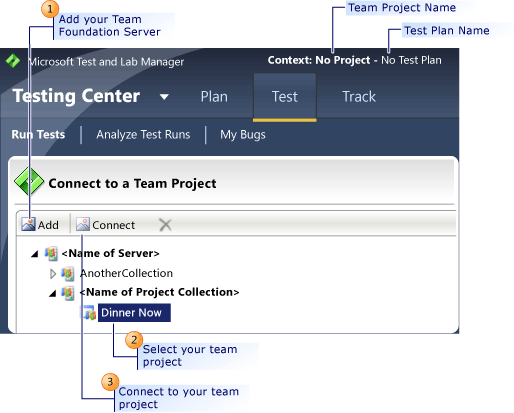 1 Add your Team
Foundation Server
Team Project Name
Test Plan Name
Microsoft Test and Lab Manager
Context: No Project - No Test Plan
Testing Center Plan Test Track
Run Tests Analyze Test Runs My Bugs
Connect to a Team Project
Add Connect
<Name of Server>
AnotherCollection
<Name of Project Collection>
Dinner Now
2 Select your team
project
3 Connect to your team
project